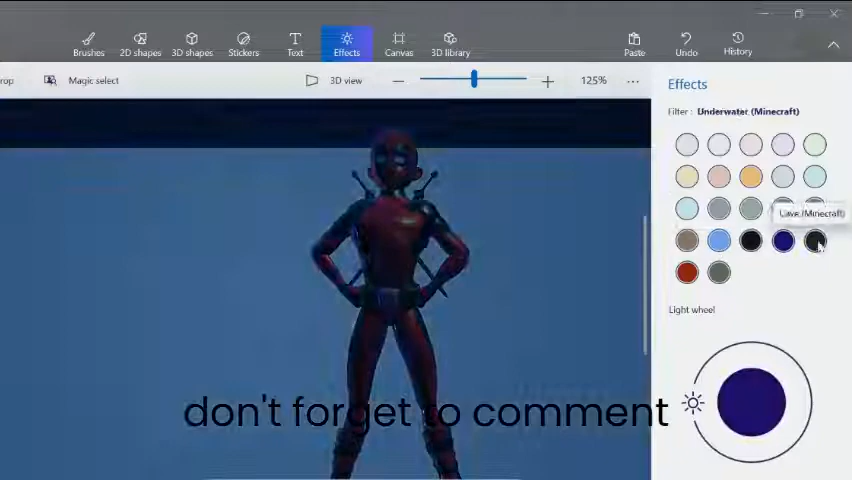 Brushes 2D shapes 3D shapes Stickers Text Effects Canvas 3D library Paste Undo History
rop Magic select 3D view 125% ...
Effects
Filter : Underwater (Minecraft)
(Minecraft)
Light wheel
don't forget to comment